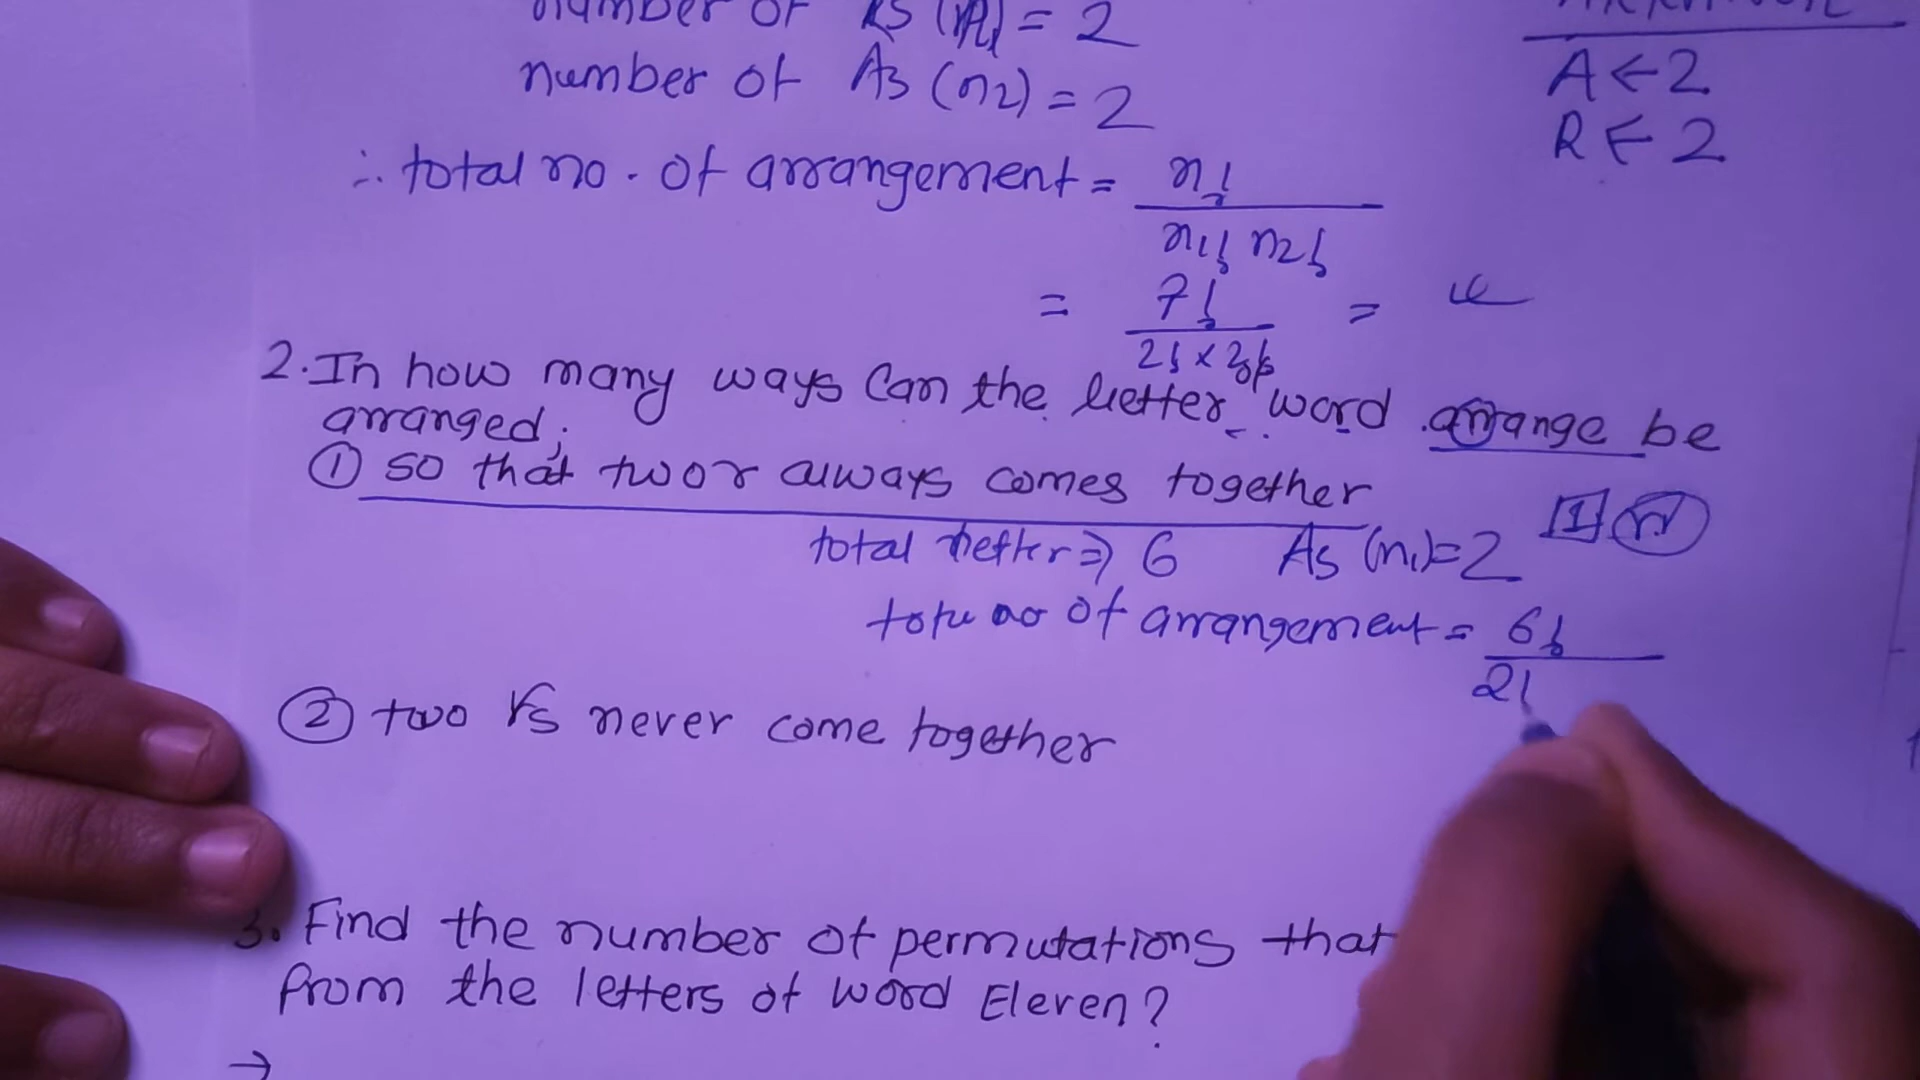 number of Rs (n1) = 2
number of As (n2) = 2
A ← 2
R ← 2
∴ total no. of arrangement = n! / n1! n2!
= 7! / 2! × 2! =
2. In how many ways can the letter word arrange be
arranged;
① so that two r always comes together
total letter ⇒ 6 As (n1) = 2 1 rr
no of arrangement = 6! / 2!
② two rs never come together
3. Find the number of permutations that
from the letters of word Eleven?
→